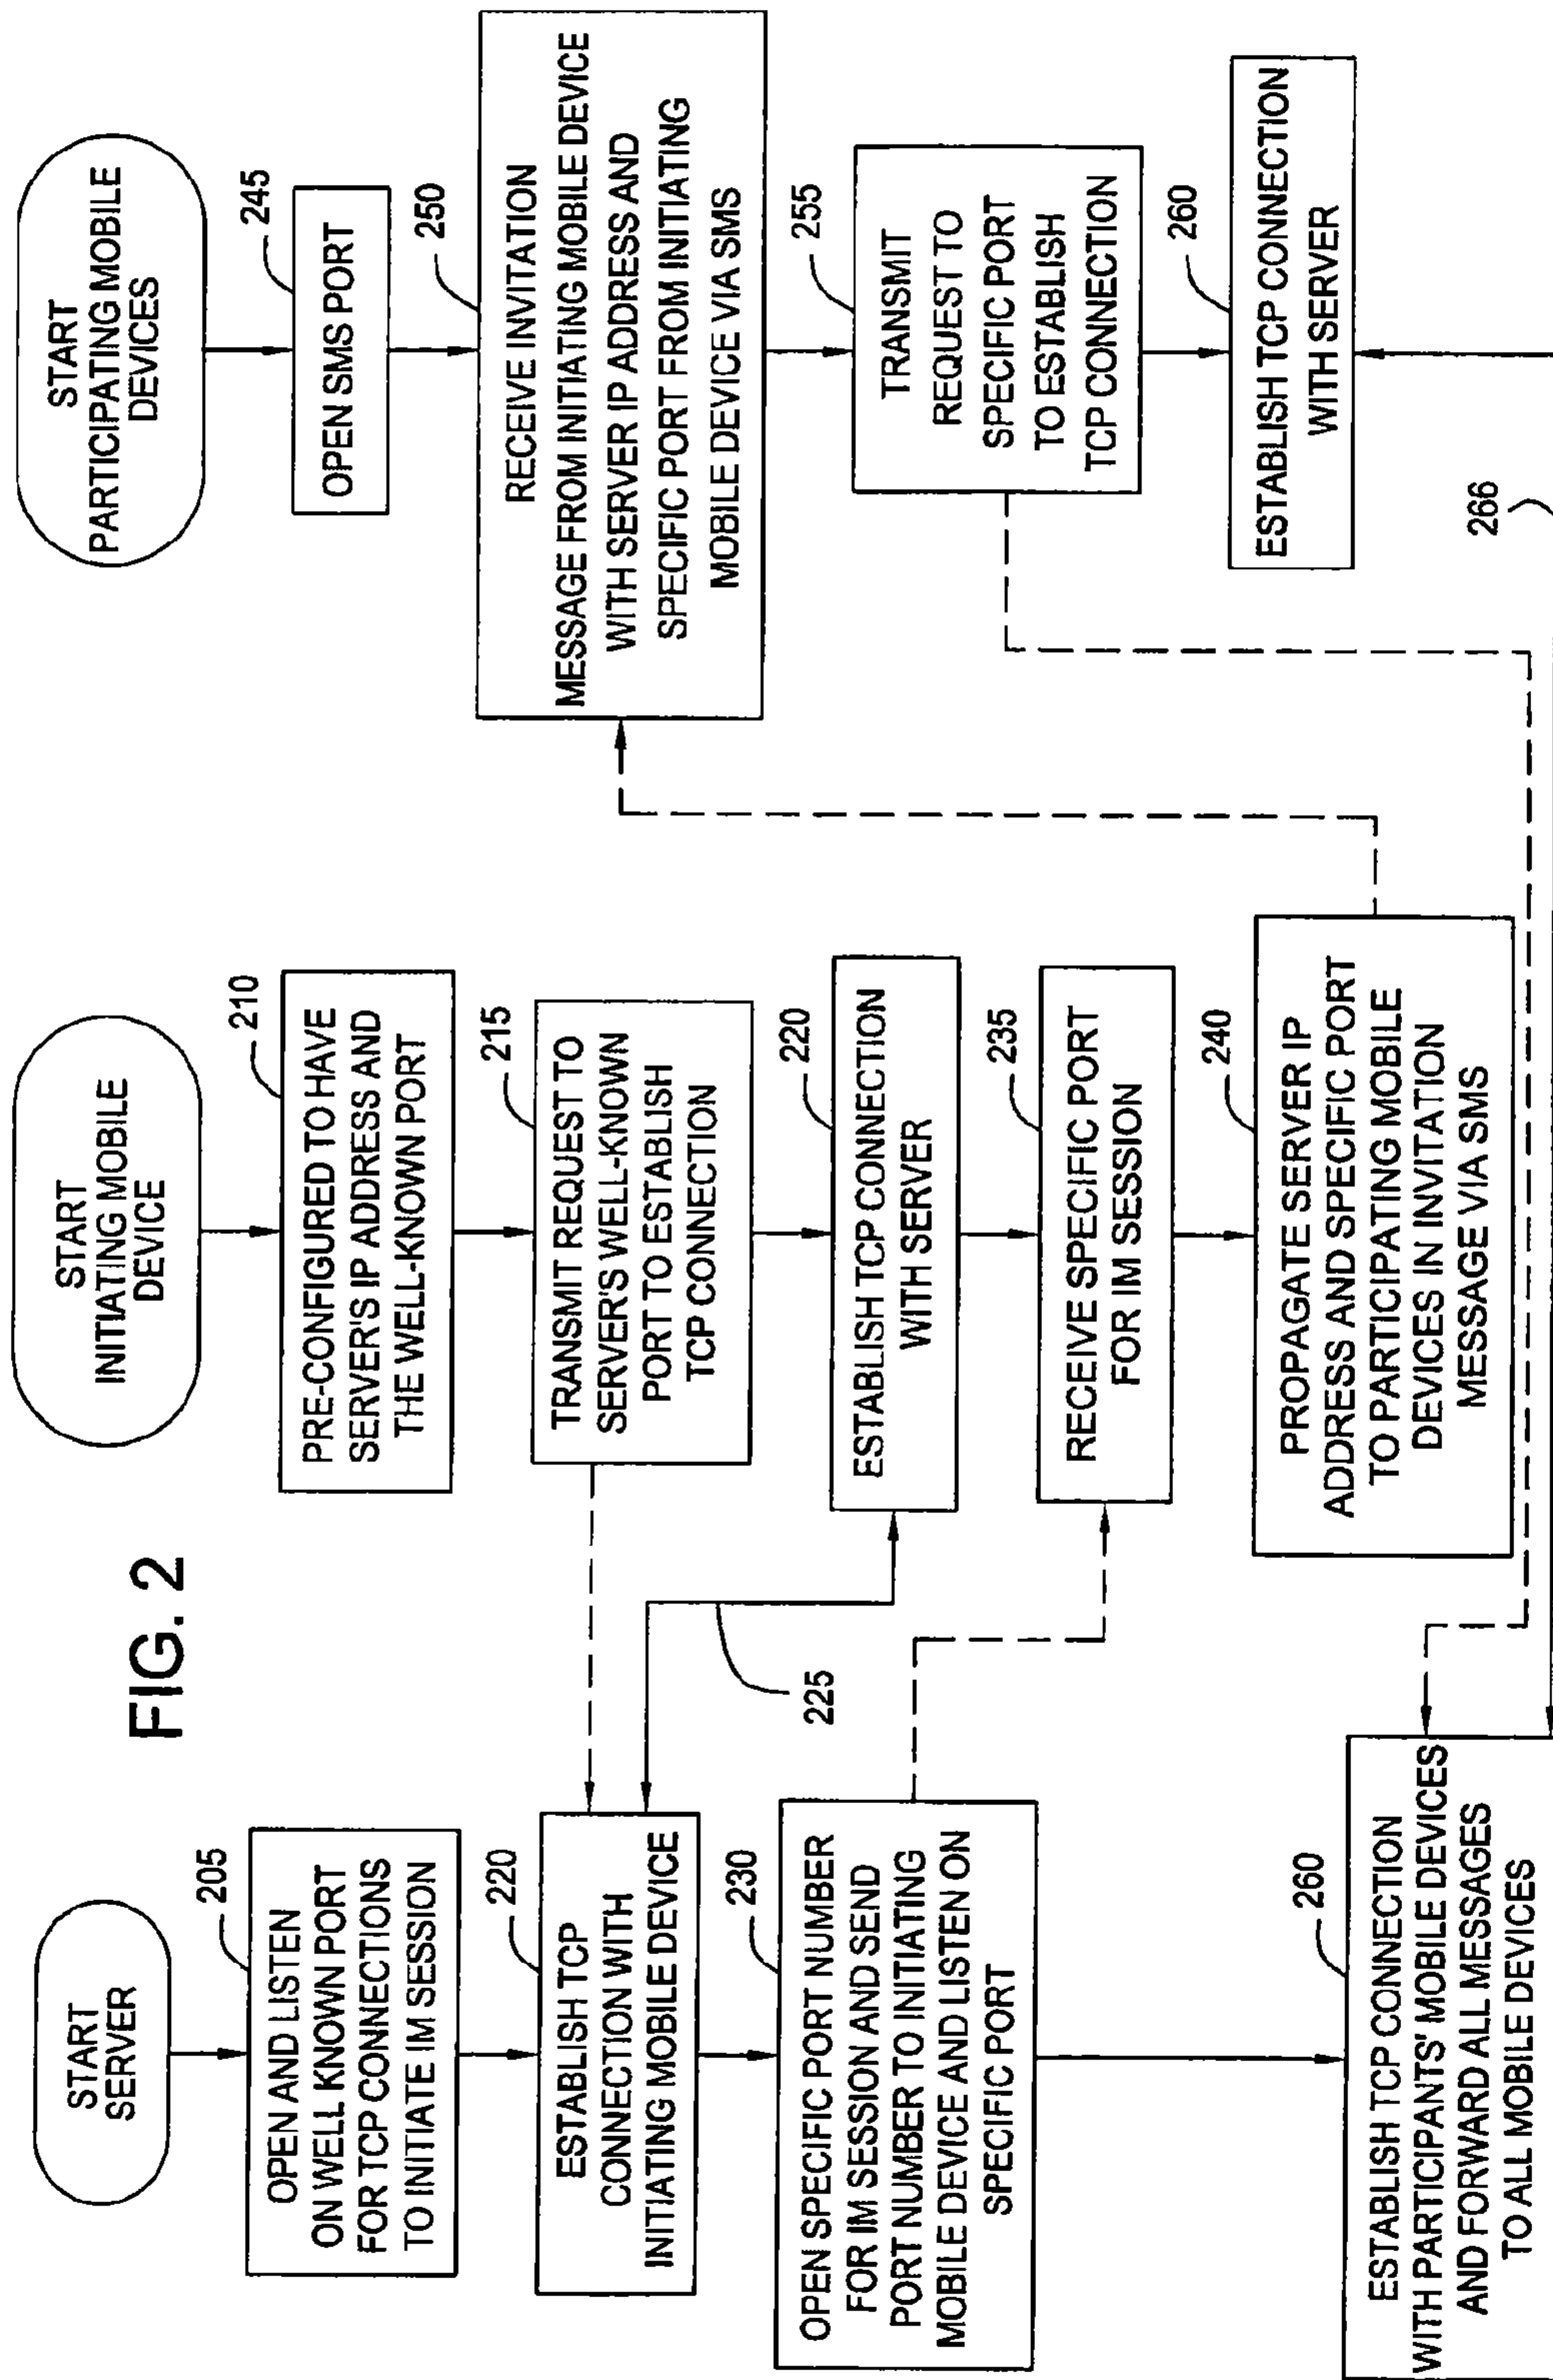 FIG. 2
START
SERVER
205
OPEN AND LISTEN
ON WELL KNOWN PORT
FOR TCP CONNECTIONS
TO INITIATE IM SESSION
220
ESTABLISH TCP
CONNECTION WITH
INITIATING MOBILE DEVICE
225
230
OPEN SPECIFIC PORT NUMBER
FOR IM SESSION AND SEND
PORT NUMBER TO INITIATING
MOBILE DEVICE AND LISTEN ON
SPECIFIC PORT
260
ESTABLISH TCP CONNECTION
WITH PARTICIPANTS' MOBILE DEVICES
AND FORWARD ALL MESSAGES
TO ALL MOBILE DEVICES
START
INITIATING MOBILE
DEVICE
210
PRE-CONFIGURED TO HAVE
SERVER'S IP ADDRESS AND
THE WELL-KNOWN PORT
215
TRANSMIT REQUEST TO
SERVER'S WELL-KNOWN
PORT TO ESTABLISH
TCP CONNECTION
220
ESTABLISH TCP CONNECTION
WITH SERVER
235
RECEIVE SPECIFIC PORT
FOR IM SESSION
240
PROPAGATE SERVER IP
ADDRESS AND SPECIFIC PORT
TO PARTICIPATING MOBILE
DEVICES IN INVITATION
MESSAGE VIA SMS
START
PARTICIPATING MOBILE
DEVICES
245
OPEN SMS PORT
250
RECEIVE INVITATION
MESSAGE FROM INITIATING MOBILE DEVICE
WITH SERVER IP ADDRESS AND
SPECIFIC PORT FROM INITIATING
MOBILE DEVICE VIA SMS
255
TRANSMIT
REQUEST TO
SPECIFIC PORT
TO ESTABLISH
TCP CONNECTION
260
ESTABLISH TCP CONNECTION
WITH SERVER
266